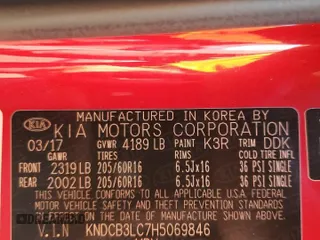 MANUFACTURED IN KOREA BY
KIA KIA MOTORS CORPORATION
03/17 GVWR 4189 LB PAINT K3R TRIM DDK
TIRES RIMS COLD TIRE INFL
FRONT 2319 LB 205/60R16 6.5Jx16 36 PSI SINGLE
REAR 2002 LB 205/60R16 6.5Jx16 36 PSI SINGLE
THIS VEHICLE CONFORMS TO ALL APPLICABLE U.S.A FEDERAL
MOTOR VEHICLE SAFETY AND THEFT PREVENTION STANDARDS
IN EFFECT ON THE DATE OF MANUFACTURE SHOWN ABOVE.
V.I.N KNDCB3LC7H5069846